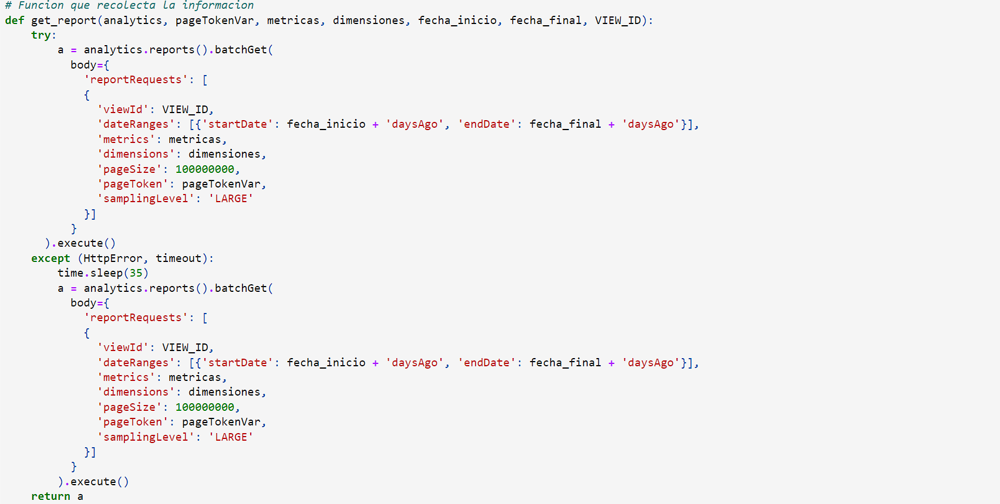 # Funcion que recolecta la informacion
def get_report(analytics, pageTokenVar, metricas, dimensiones, fecha_inicio, fecha_final, VIEW_ID):
    try:
        a = analytics.reports().batchGet(
          body={
            'reportRequests': [
            {
              'viewId': VIEW_ID,
              'dateRanges': [{'startDate': fecha_inicio + 'daysAgo', 'endDate': fecha_final + 'daysAgo'}],
              'metrics': metricas,
              'dimensions': dimensiones,
              'pageSize': 100000000,
              'pageToken': pageTokenVar,
              'samplingLevel': 'LARGE'
            }]
          }
      ).execute()
    except (HttpError, timeout):
        time.sleep(35)
        a = analytics.reports().batchGet(
          body={
            'reportRequests': [
            {
              'viewId': VIEW_ID,
              'dateRanges': [{'startDate': fecha_inicio + 'daysAgo', 'endDate': fecha_final + 'daysAgo'}],
              'metrics': metricas,
              'dimensions': dimensiones,
              'pageSize': 100000000,
              'pageToken': pageTokenVar,
              'samplingLevel': 'LARGE'
            }]
          }
        ).execute()
    return a